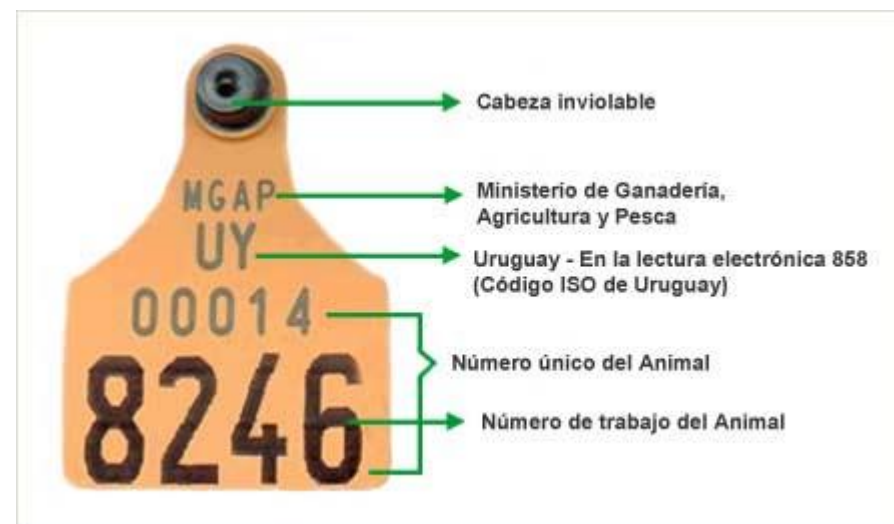 Cabeza inviolable
MGAP
Ministerio de Ganadería,
Agricultura y Pesca
UY
Uruguay - En la lectura electrónica 858
(Código ISO de Uruguay)
00014
Número único del Animal
8246
Número de trabajo del Animal